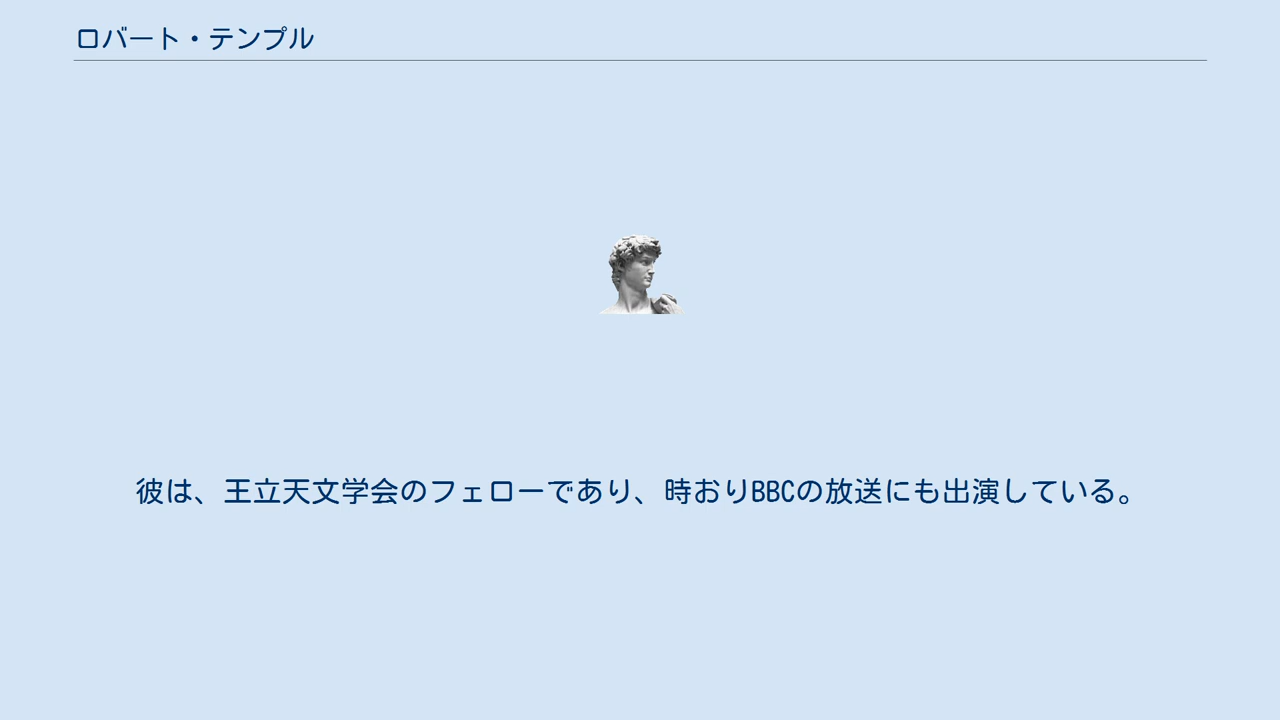 ロバート・テンプル
彼は、王立天文学会のフェローであり、時おりBBCの放送にも出演している。